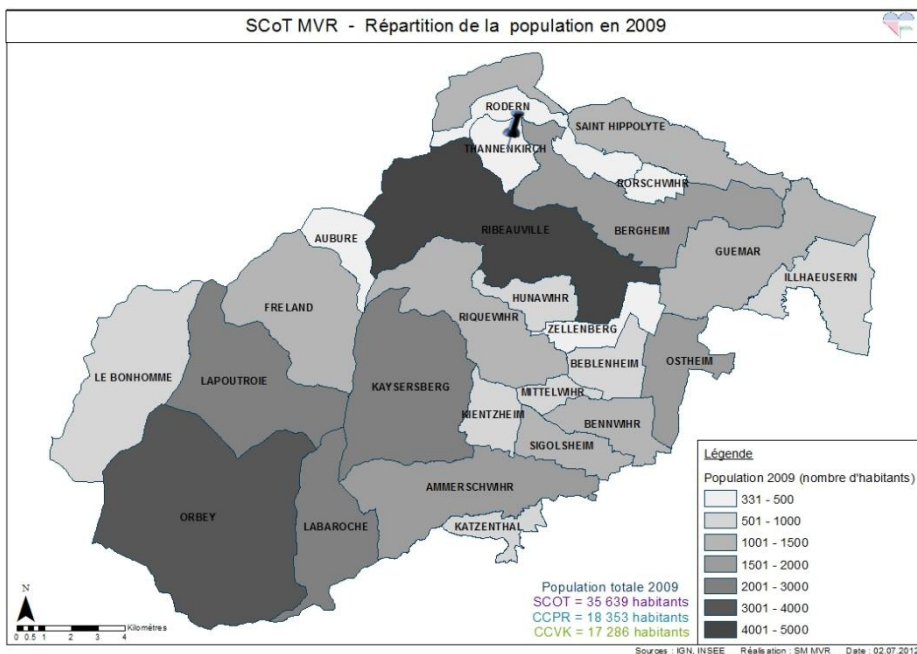 SCoT MVR - Répartition de la population en 2009
RODERN
SAINT HIPPOLYTE
THANNENKIRCH
RORSCHWIHR
AUBURE
RIBEAUVILLE
BERGHEIM
GUEMAR
ILLHAEUSERN
FRELAND
HUNAWIHR
RIQUEWIHR
ZELLENBERG
LE BONHOMME
LAPOUTROIE
KAYSERSBERG
BEBLENHEIM
OSTHEIM
MITTELWIHR
KIENTZHEIM
BENNWIHR
SIGOLSHEIM
AMMERSCHWIHR
ORBEY
LABAROCHE
KATZENTHAL
Légende
Population 2009 (nombre d'habitants)
331 - 500
501 - 1000
1001 - 1500
1501 - 2000
2001 - 3000
3001 - 4000
4001 - 5000
Population totale 2009
SCOT = 35 639 habitants
CCPR = 18 353 habitants
CCVK = 17 286 habitants
N
Kilomètres
0 0.5 1 2 3 4
Sources : IGN, INSEE Réalisation : SM MVR Date : 02.07.2012